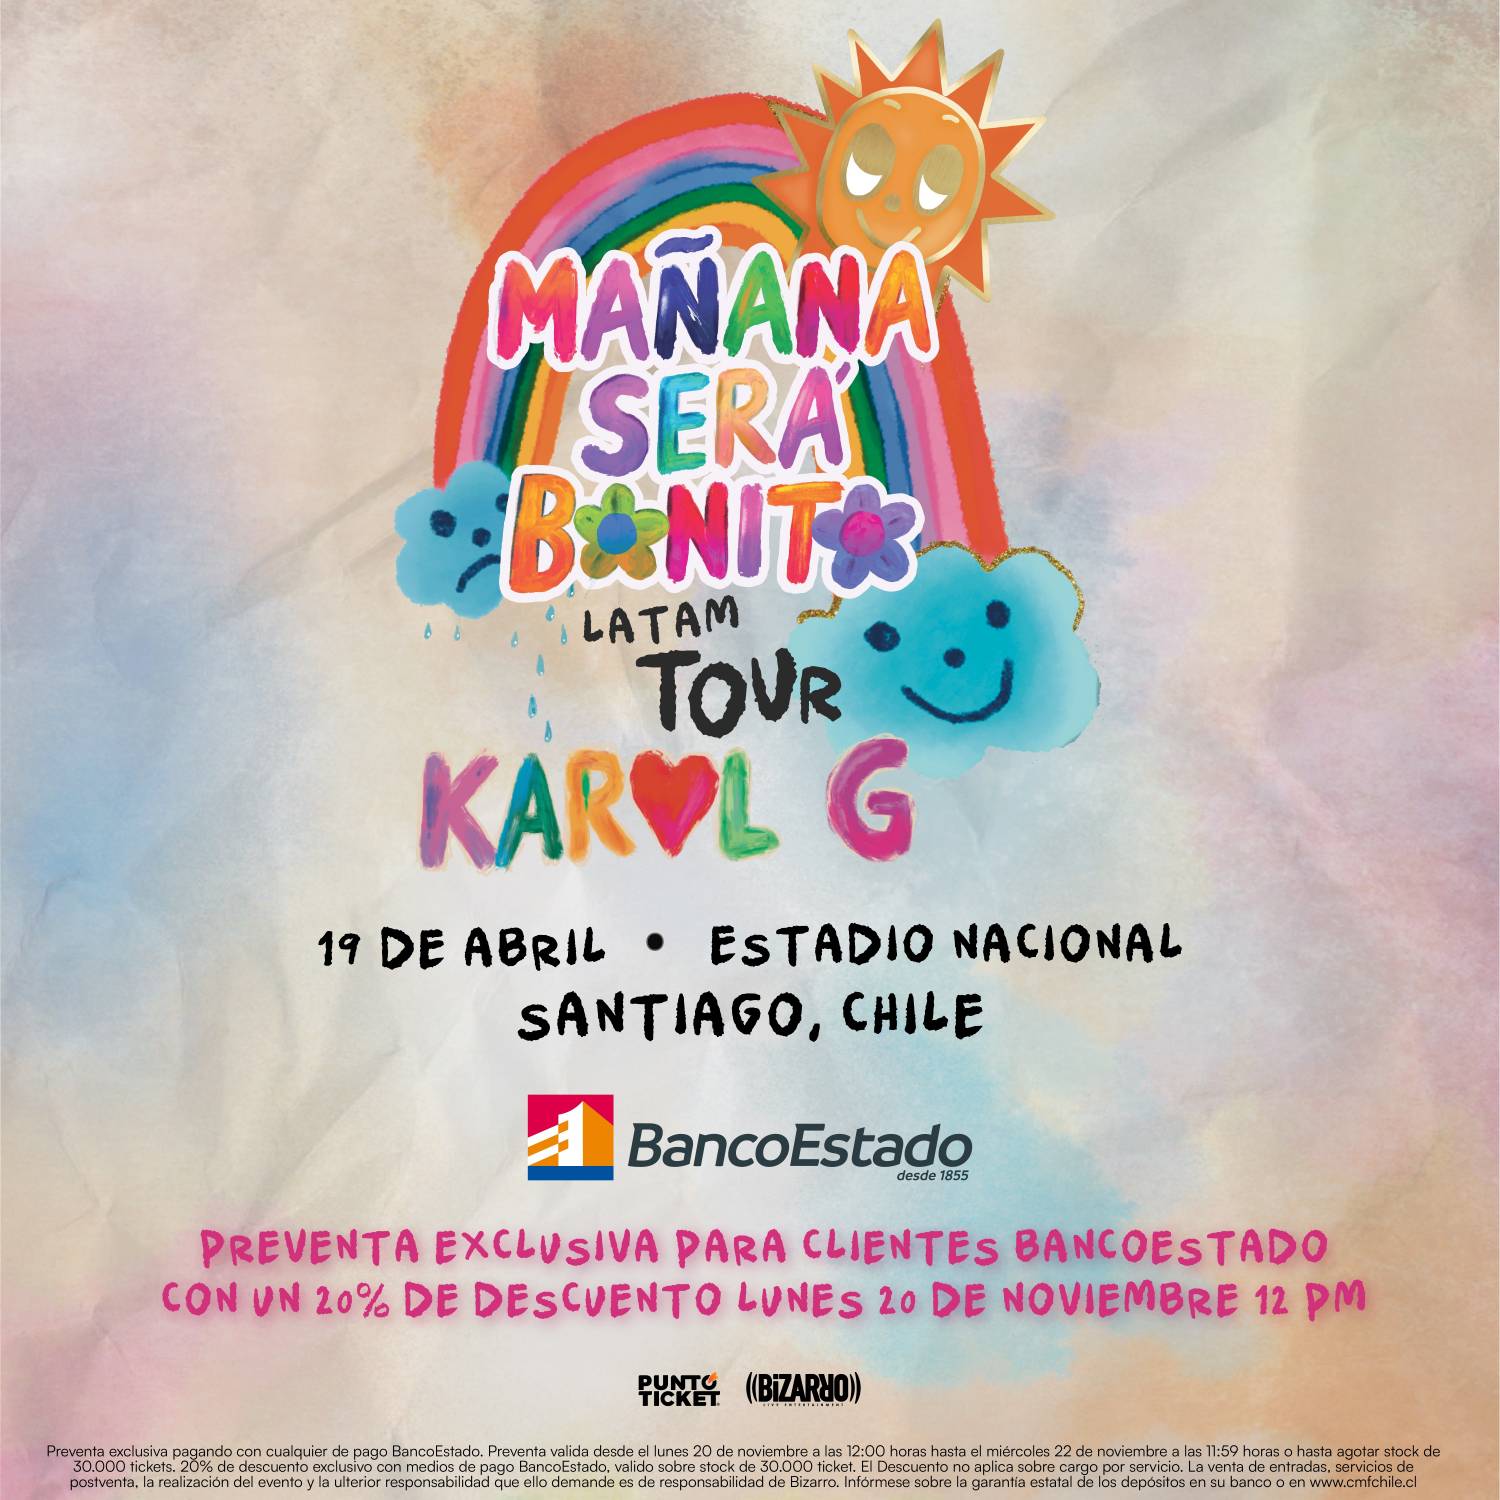 MAÑANA
SERÁ
BONITO
LATAM
TOUR
KAROL G
19 DE ABRIL • ESTADIO NACIONAL
SANTIAGO, CHILE
BancoEstado
desde 1855
PREVENTA EXCLUSIVA PARA CLIENTES BANCOESTADO
CON UN 20% DE DESCUENTO LUNES 20 DE NOVIEMBRE 12 PM
PUNTO
TICKET
((BIZARRO))
LIVE ENTERTAINMENT
Preventa exclusiva pagando con cualquier de pago BancoEstado. Preventa valida desde el lunes 20 de noviembre a las 12:00 horas hasta el miércoles 22 de noviembre a las 11:59 horas o hasta agotar stock de
30.000 tickets. 20% de descuento exclusivo con medios de pago BancoEstado, valido sobre stock de 30.000 ticket. El Descuento no aplica sobre cargo por servicio. La venta de entradas, servicios de
postventa, la realización del evento y la ulterior responsabilidad que ello demande es de responsabilidad de Bizarro. Infórmese sobre la garantía estatal de los depósitos en su banco o en www.cmfchile.cl